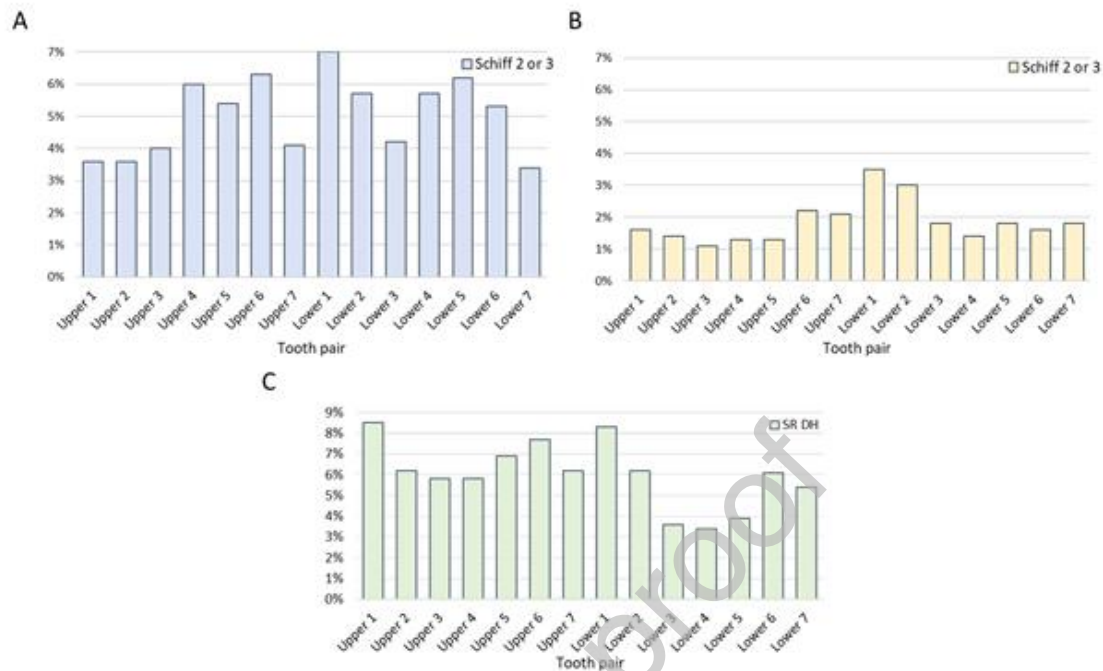 A
7%
6%
5%
4%
3%
2%
1%
0%
Schiff 2 or 3
Upper 1
Upper 2
Upper 3
Upper 4
Upper 5
Upper 6
Upper 7
Lower 1
Lower 2
Lower 3
Lower 4
Lower 5
Lower 6
Lower 7
Tooth pair
B
7%
6%
5%
4%
3%
2%
1%
0%
Schiff 2 or 3
Upper 1
Upper 2
Upper 3
Upper 4
Upper 5
Upper 6
Upper 7
Lower 1
Lower 2
Lower 3
Lower 4
Lower 5
Lower 6
Lower 7
Tooth pair
C
9%
8%
7%
6%
5%
4%
3%
2%
1%
0%
SR DH
Upper 1
Upper 2
Upper 3
Upper 4
Upper 5
Upper 6
Upper 7
Lower 1
Lower 2
Lower 3
Lower 4
Lower 5
Lower 6
Lower 7
Tooth pair
proof